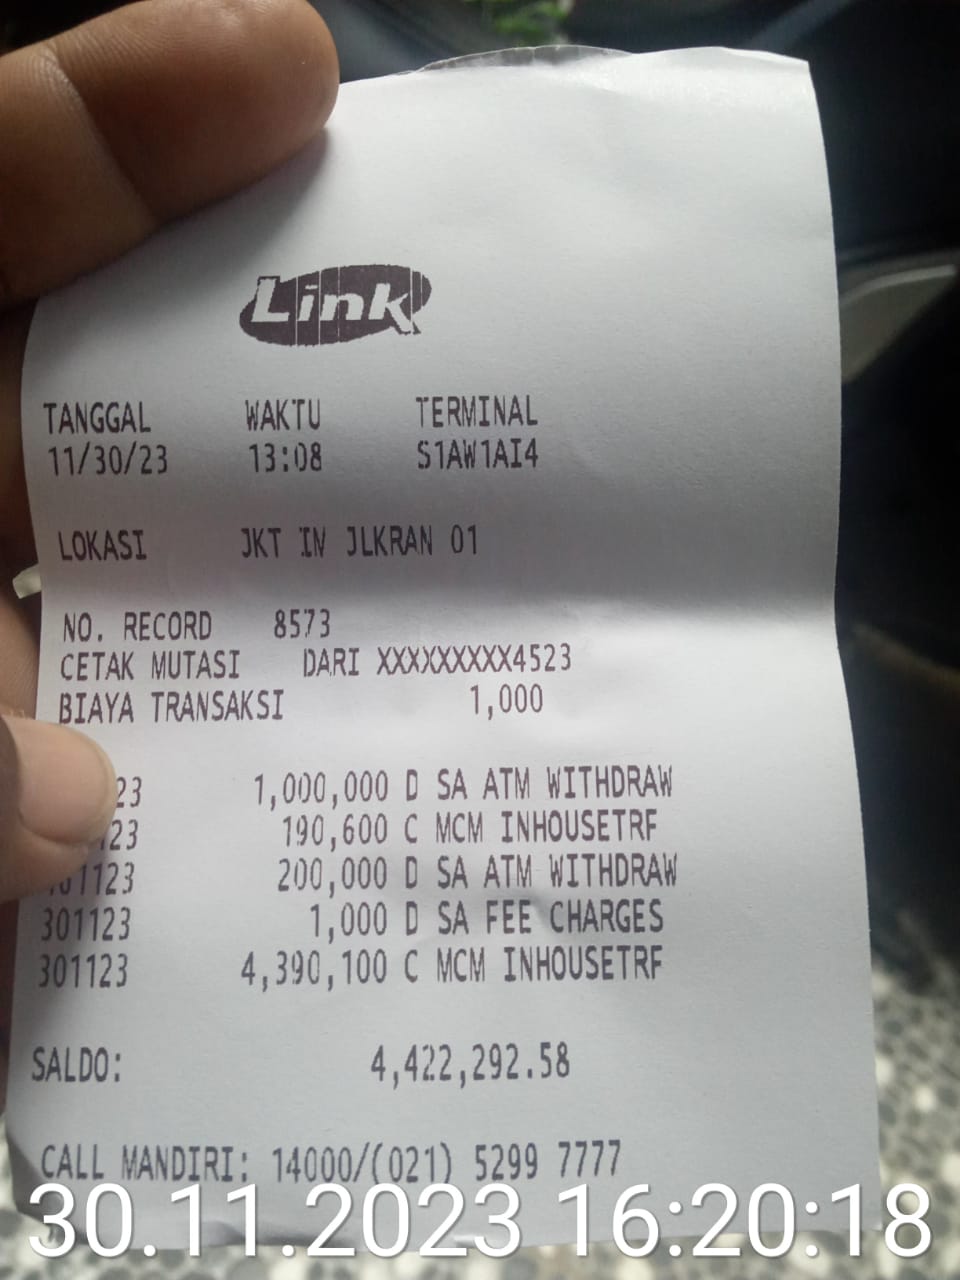 Link
TANGGAL WAKTU TERMINAL
11/30/23 13:08 S1AW1AI4
LOKASI JKT IN JLKRAN 01
NO. RECORD 8573
CETAK MUTASI DARI XXXXXXXXX4523
BIAYA TRANSAKSI 1,000
23 1,000,000 D SA ATM WITHDRAW
123 190,600 C MCM INHOUSETRF
1123 200,000 D SA ATM WITHDRAW
301123 1,000 D SA FEE CHARGES
301123 4,390,100 C MCM INHOUSETRF
SALDO: 4,422,292.58
CALL MANDIRI: 14000/(021) 5299 7777
30.11.2023 16:20:18